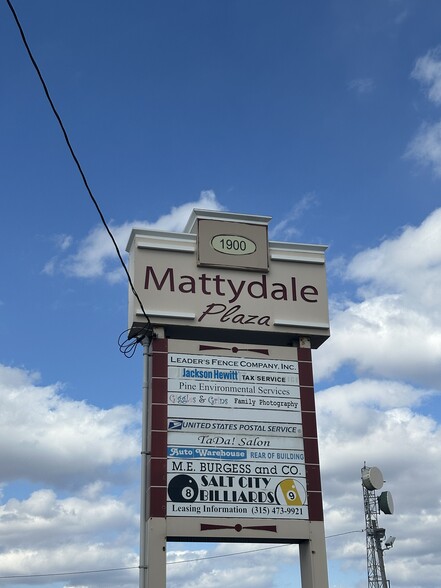 1900
Mattydale
Plaza
LEADER'S FENCE COMPANY, INC.
Jackson Hewitt TAX SERVICE
Pine Environmental Services
Giggles & Grins Family Photography
UNITED STATES POSTAL SERVICE
TaDa! Salon
Auto Warehouse REAR OF BUILDING
M.E. BURGESS AND CO.
8 SALT CITY 9
BILLIARDS
Leasing Information (315) 473-9921